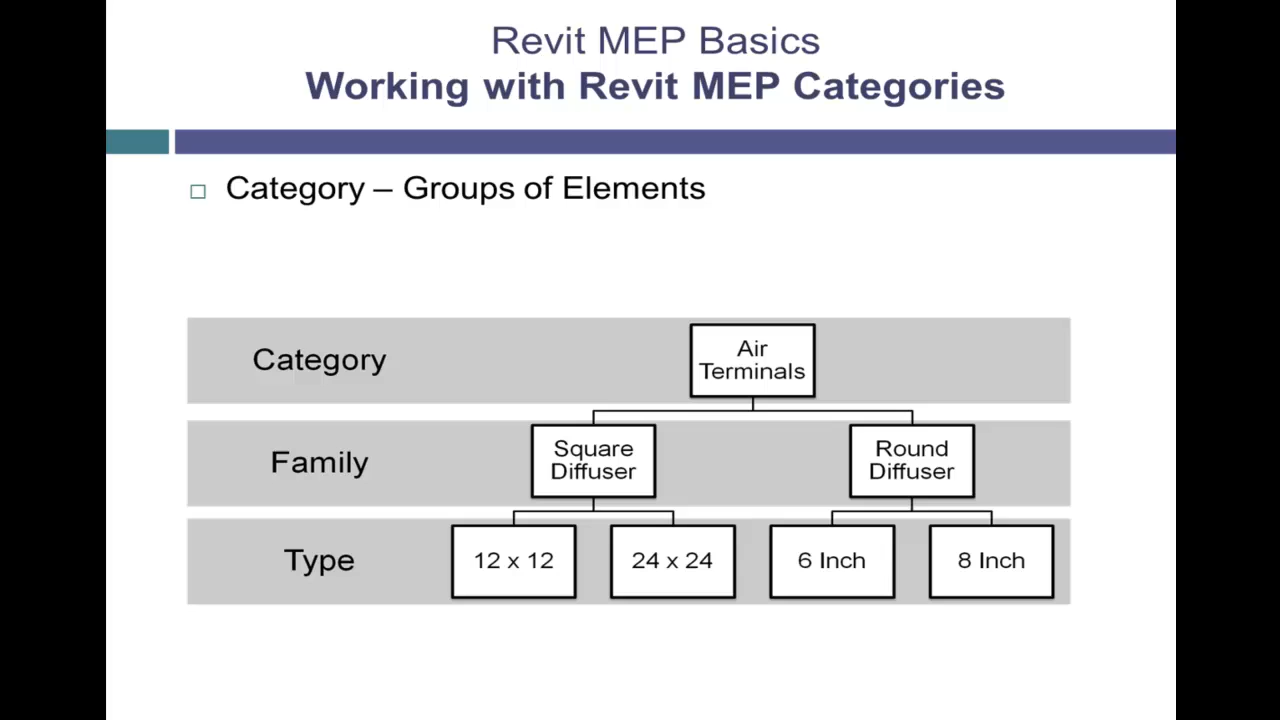 Revit MEP Basics
Working with Revit MEP Categories
Category – Groups of Elements
Category
Air
Terminals
Family
Square
Diffuser
Round
Diffuser
Type
12 x 12
24 x 24
6 Inch
8 Inch